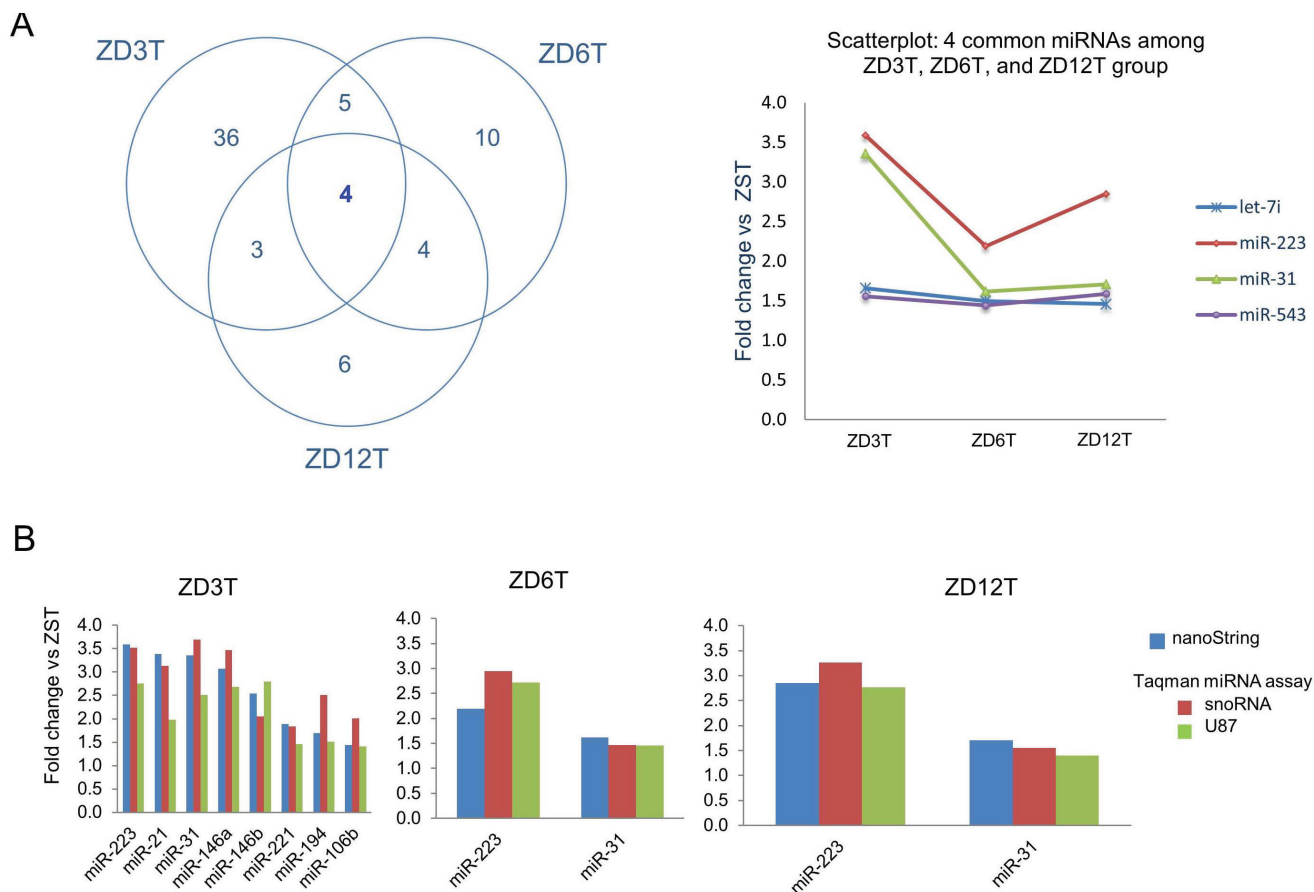 A
ZD3T
ZD6T
5
36
10
4
3
4
6
ZD12T
Scatterplot: 4 common miRNAs among
ZD3T, ZD6T, and ZD12T group
Fold change vs ZST
4.0
3.5
3.0
2.5
2.0
1.5
1.0
0.5
0.0
ZD3T
ZD6T
ZD12T
let-7i
miR-223
miR-31
miR-543
B
ZD3T
Fold change vs ZST
4.0
3.5
3.0
2.5
2.0
1.5
1.0
0.5
0.0
miR-223
miR-21
miR-31
miR-146a
miR-146b
miR-221
miR-194
miR-106b
ZD6T
4.0
3.5
3.0
2.5
2.0
1.5
1.0
0.5
0.0
miR-223
miR-31
ZD12T
4.0
3.5
3.0
2.5
2.0
1.5
1.0
0.5
0.0
miR-223
miR-31
nanoString
Taqman miRNA assay
snoRNA
U87